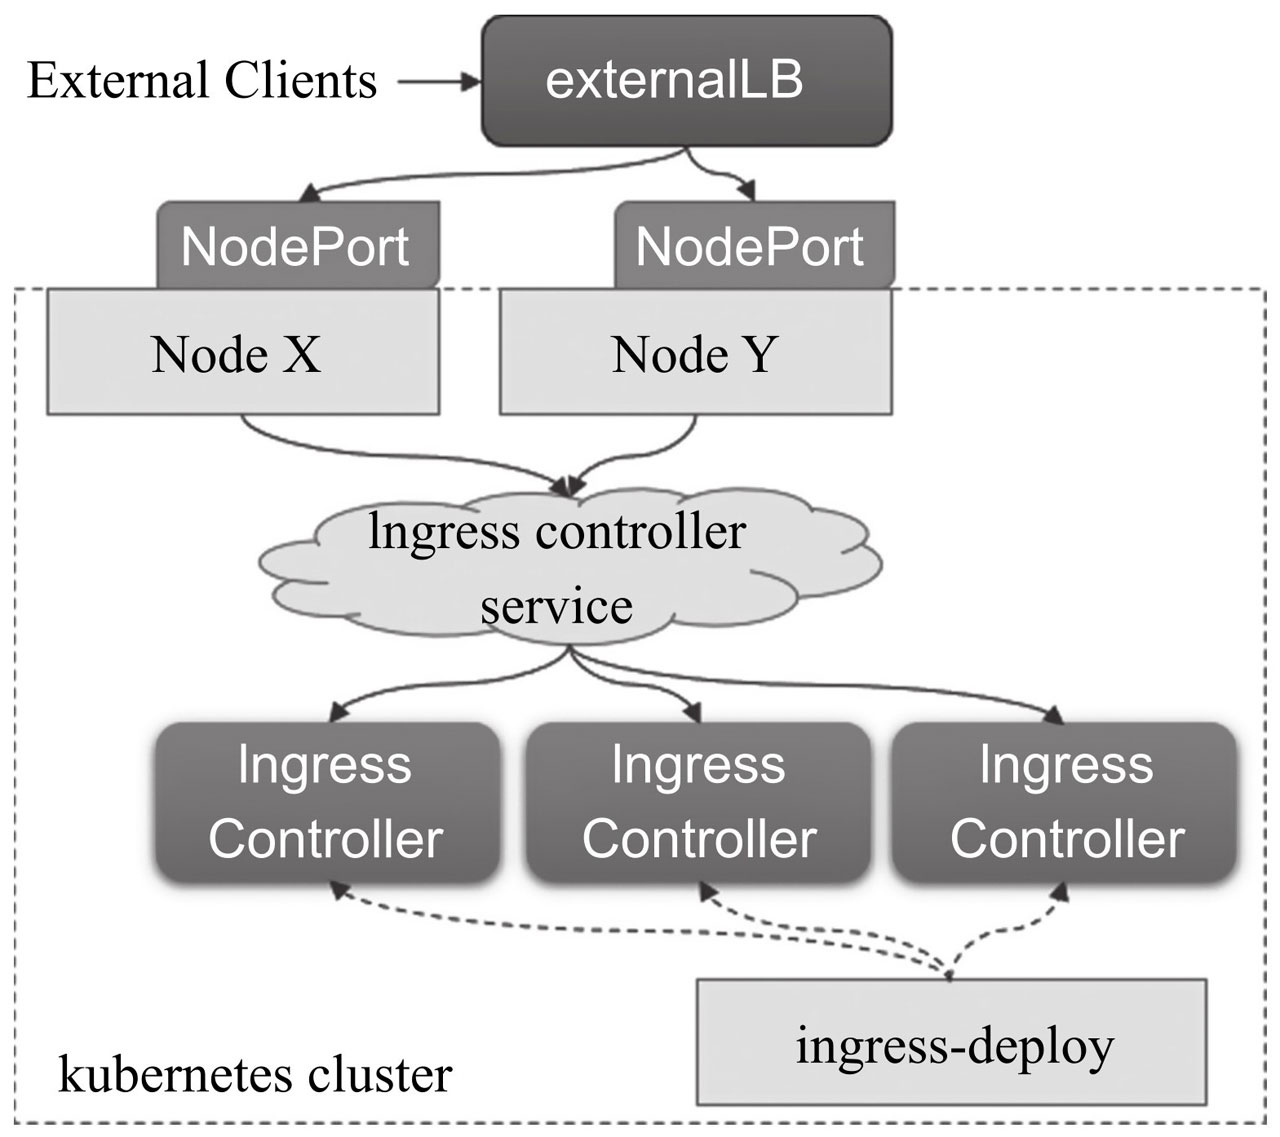 External Clients
externalLB
NodePort
NodePort
Node X
Node Y
lngress controller
service
Ingress
Controller
Ingress
Controller
Ingress
Controller
ingress-deploy
kubernetes cluster